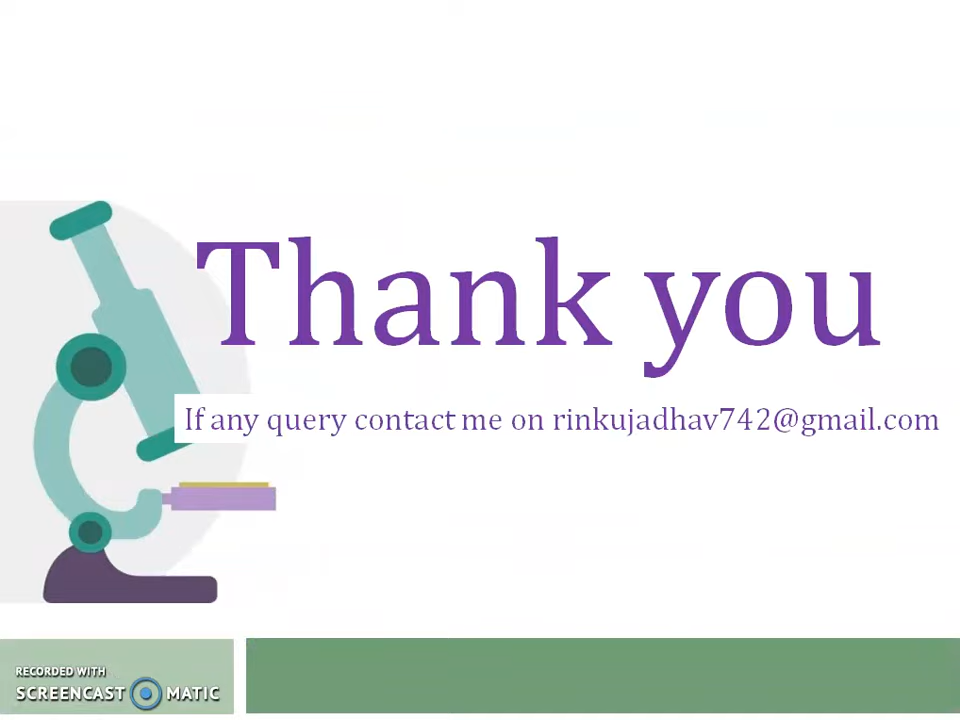 Thank you
If any query contact me on rinkujadhav742@gmail.com
RECORDED WITH
SCREENCAST MATIC